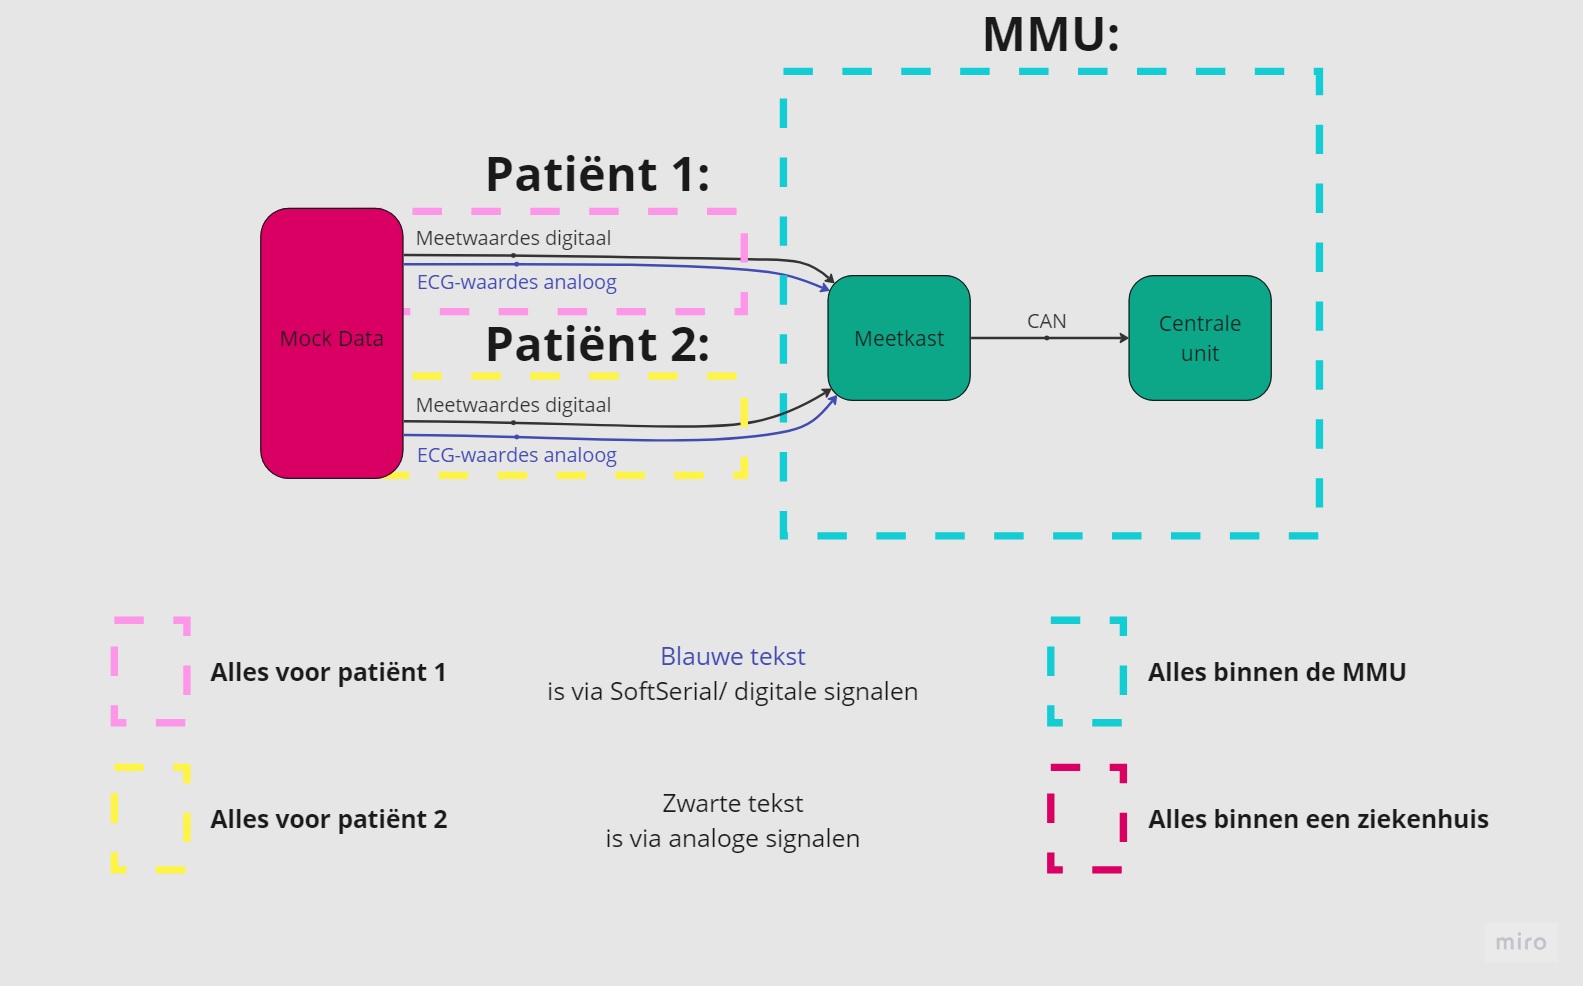 MMU:
Patiënt 1:
Meetwaardes digitaal
ECG-waardes analoog
Mock Data
Patiënt 2:
Meetwaardes digitaal
ECG-waardes analoog
Meetkast
CAN
Centrale
unit
Alles voor patiënt 1
Blauwe tekst
is via SoftSerial/ digitale signalen
Alles binnen de MMU
Alles voor patiënt 2
Zwarte tekst
is via analoge signalen
Alles binnen een ziekenhuis
miro